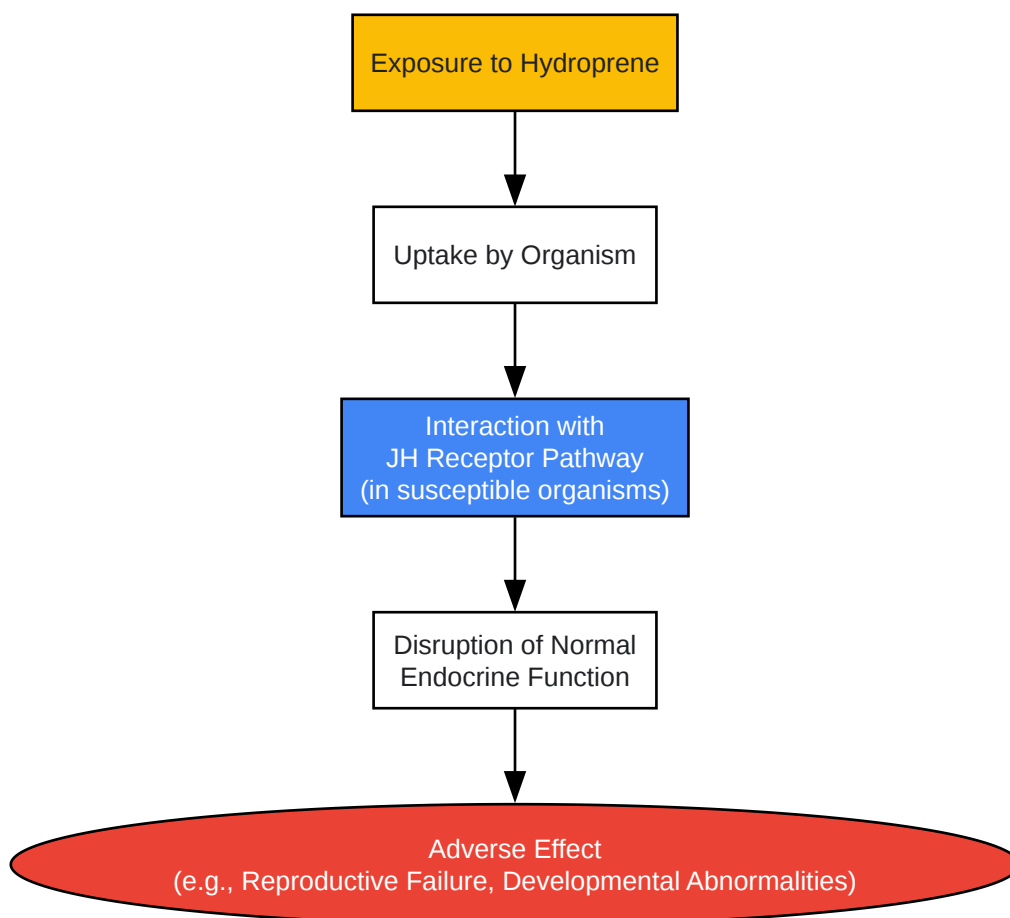 Exposure to Hydroprene
Uptake by Organism
Interaction with
JH Receptor Pathway
(in susceptible organisms)
Disruption of Normal
Endocrine Function
Adverse Effect
(e.g., Reproductive Failure, Developmental Abnormalities)